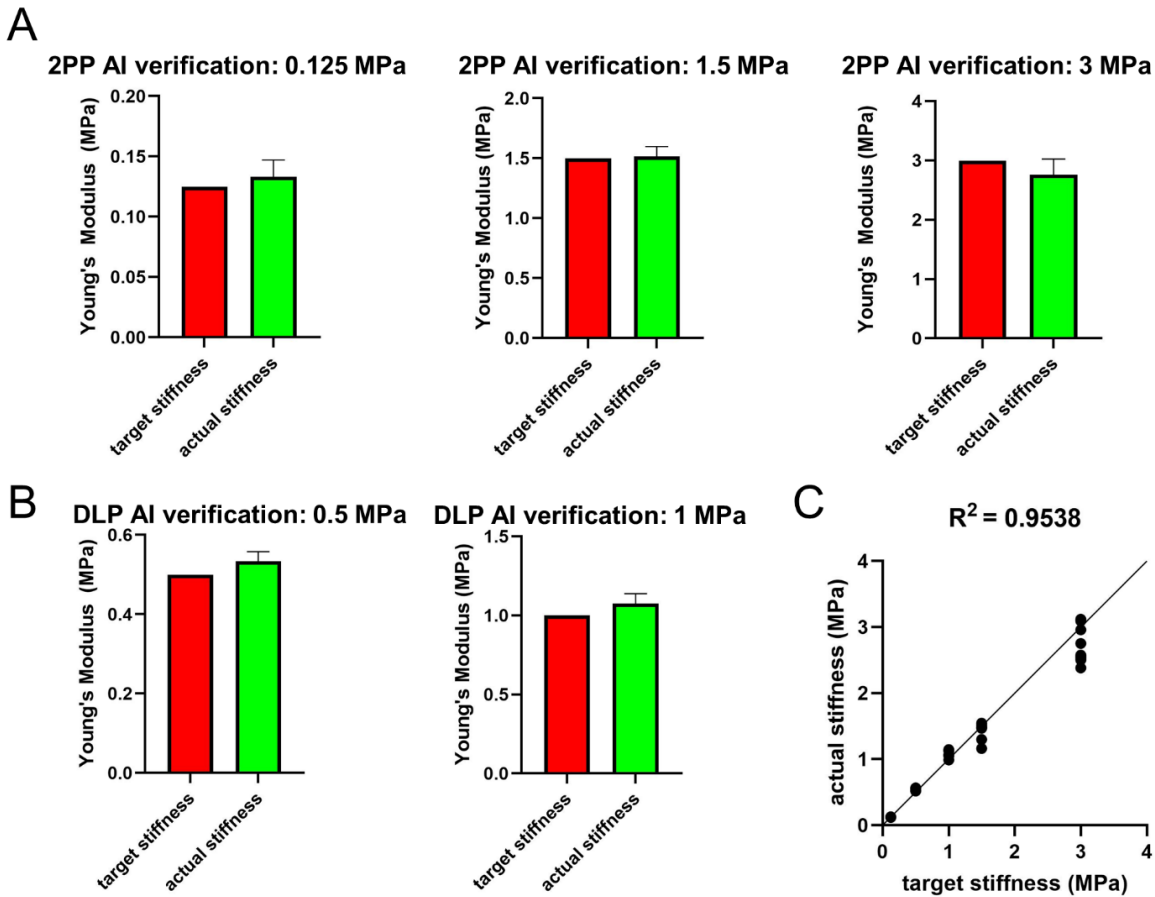 A
2PP AI verification: 0.125 MPa
Young's Modulus (MPa)
0.20
0.15
0.10
0.05
0.00
target stiffness
actual stiffness
2PP AI verification: 1.5 MPa
Young's Modulus (MPa)
2.0
1.5
1.0
0.5
0.0
target stiffness
actual stiffness
2PP AI verification: 3 MPa
Young's Modulus (MPa)
4
3
2
1
0
target stiffness
actual stiffness
B
DLP AI verification: 0.5 MPa
Young's Modulus (MPa)
0.6
0.4
0.2
0.0
target stiffness
actual stiffness
DLP AI verification: 1 MPa
Young's Modulus (MPa)
1.5
1.0
0.5
0.0
target stiffness
actual stiffness
C
R² = 0.9538
actual stiffness (MPa)
4
3
2
1
0
0 1 2 3 4
target stiffness (MPa)